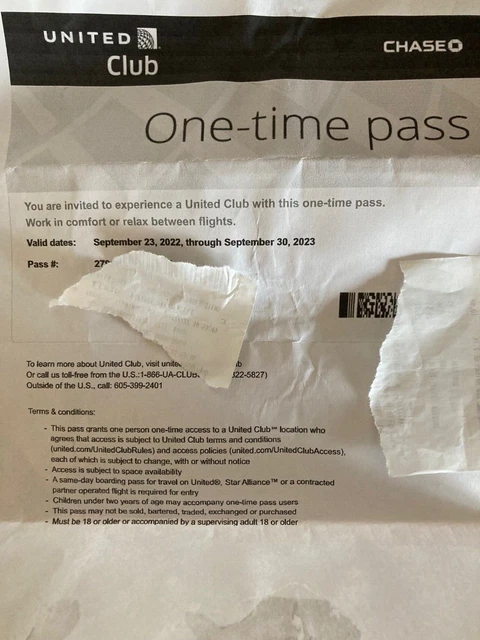 UNITED
Club
CHASE
One-time pass
You are invited to experience a United Club with this one-time pass.
Work in comfort or relax between flights.
Valid dates: September 23, 2022, through September 30, 2023
Pass #:
To learn more about United Club, visit
Or call us toll-free from the U.S.:1-866-UA-CLUB
Outside of the U.S., call: 605-399-2401
Terms & conditions:
- This pass grants one person one-time access to a United Club℠ location who
agrees that access is subject to United Club terms and conditions
(united.com/UnitedClubRules) and access policies (united.com/UnitedClubAccess),
each of which is subject to change, with or without notice
- Access is subject to space availability
- A same-day boarding pass for travel on United®, Star Alliance™ or a contracted
partner operated flight is required for entry
- Children under two years of age may accompany one-time pass users
- This pass may not be sold, bartered, traded, exchanged or purchased
- Must be 18 or older or accompanied by a supervising adult 18 or older